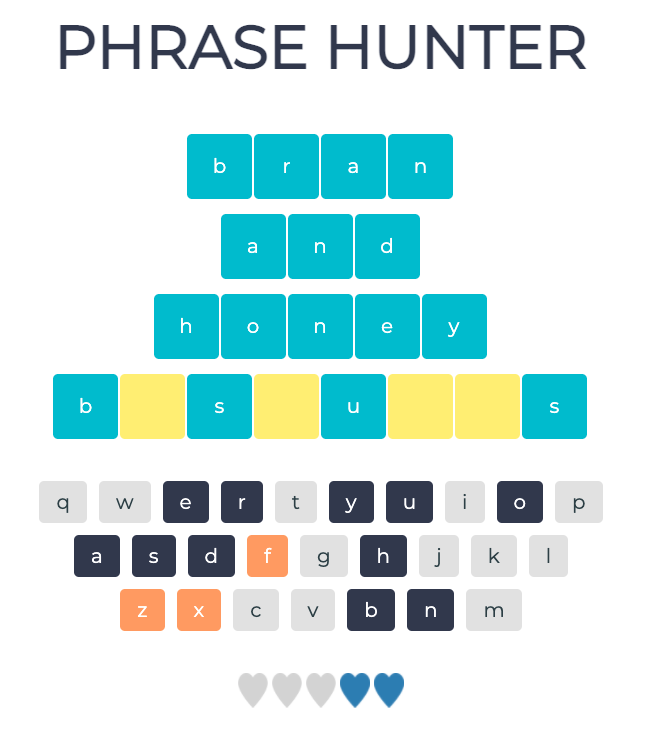 PHRASE HUNTER
b r a n
a n d
h o n e y
b s u s
q w e r t y u i o p
a s d f g h j k l
z x c v b n m